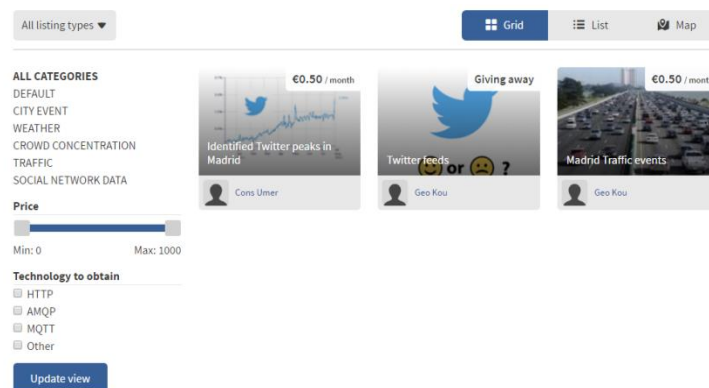 All listing types
Grid
List
Map
ALL CATEGORIES
DEFAULT
CITY EVENT
WEATHER
CROWD CONCENTRATION
TRAFFIC
SOCIAL NETWORK DATA
Price
Min: 0 Max: 1000
Technology to obtain
HTTP
AMQP
MQTT
Other
Update view
€0.50 / month
Identified Twitter peaks in
Madrid
Cons Umer
Giving away
Twitter feeds
or ?
Geo Kou
€0.50 / mont
Madrid Traffic events
Geo Kou